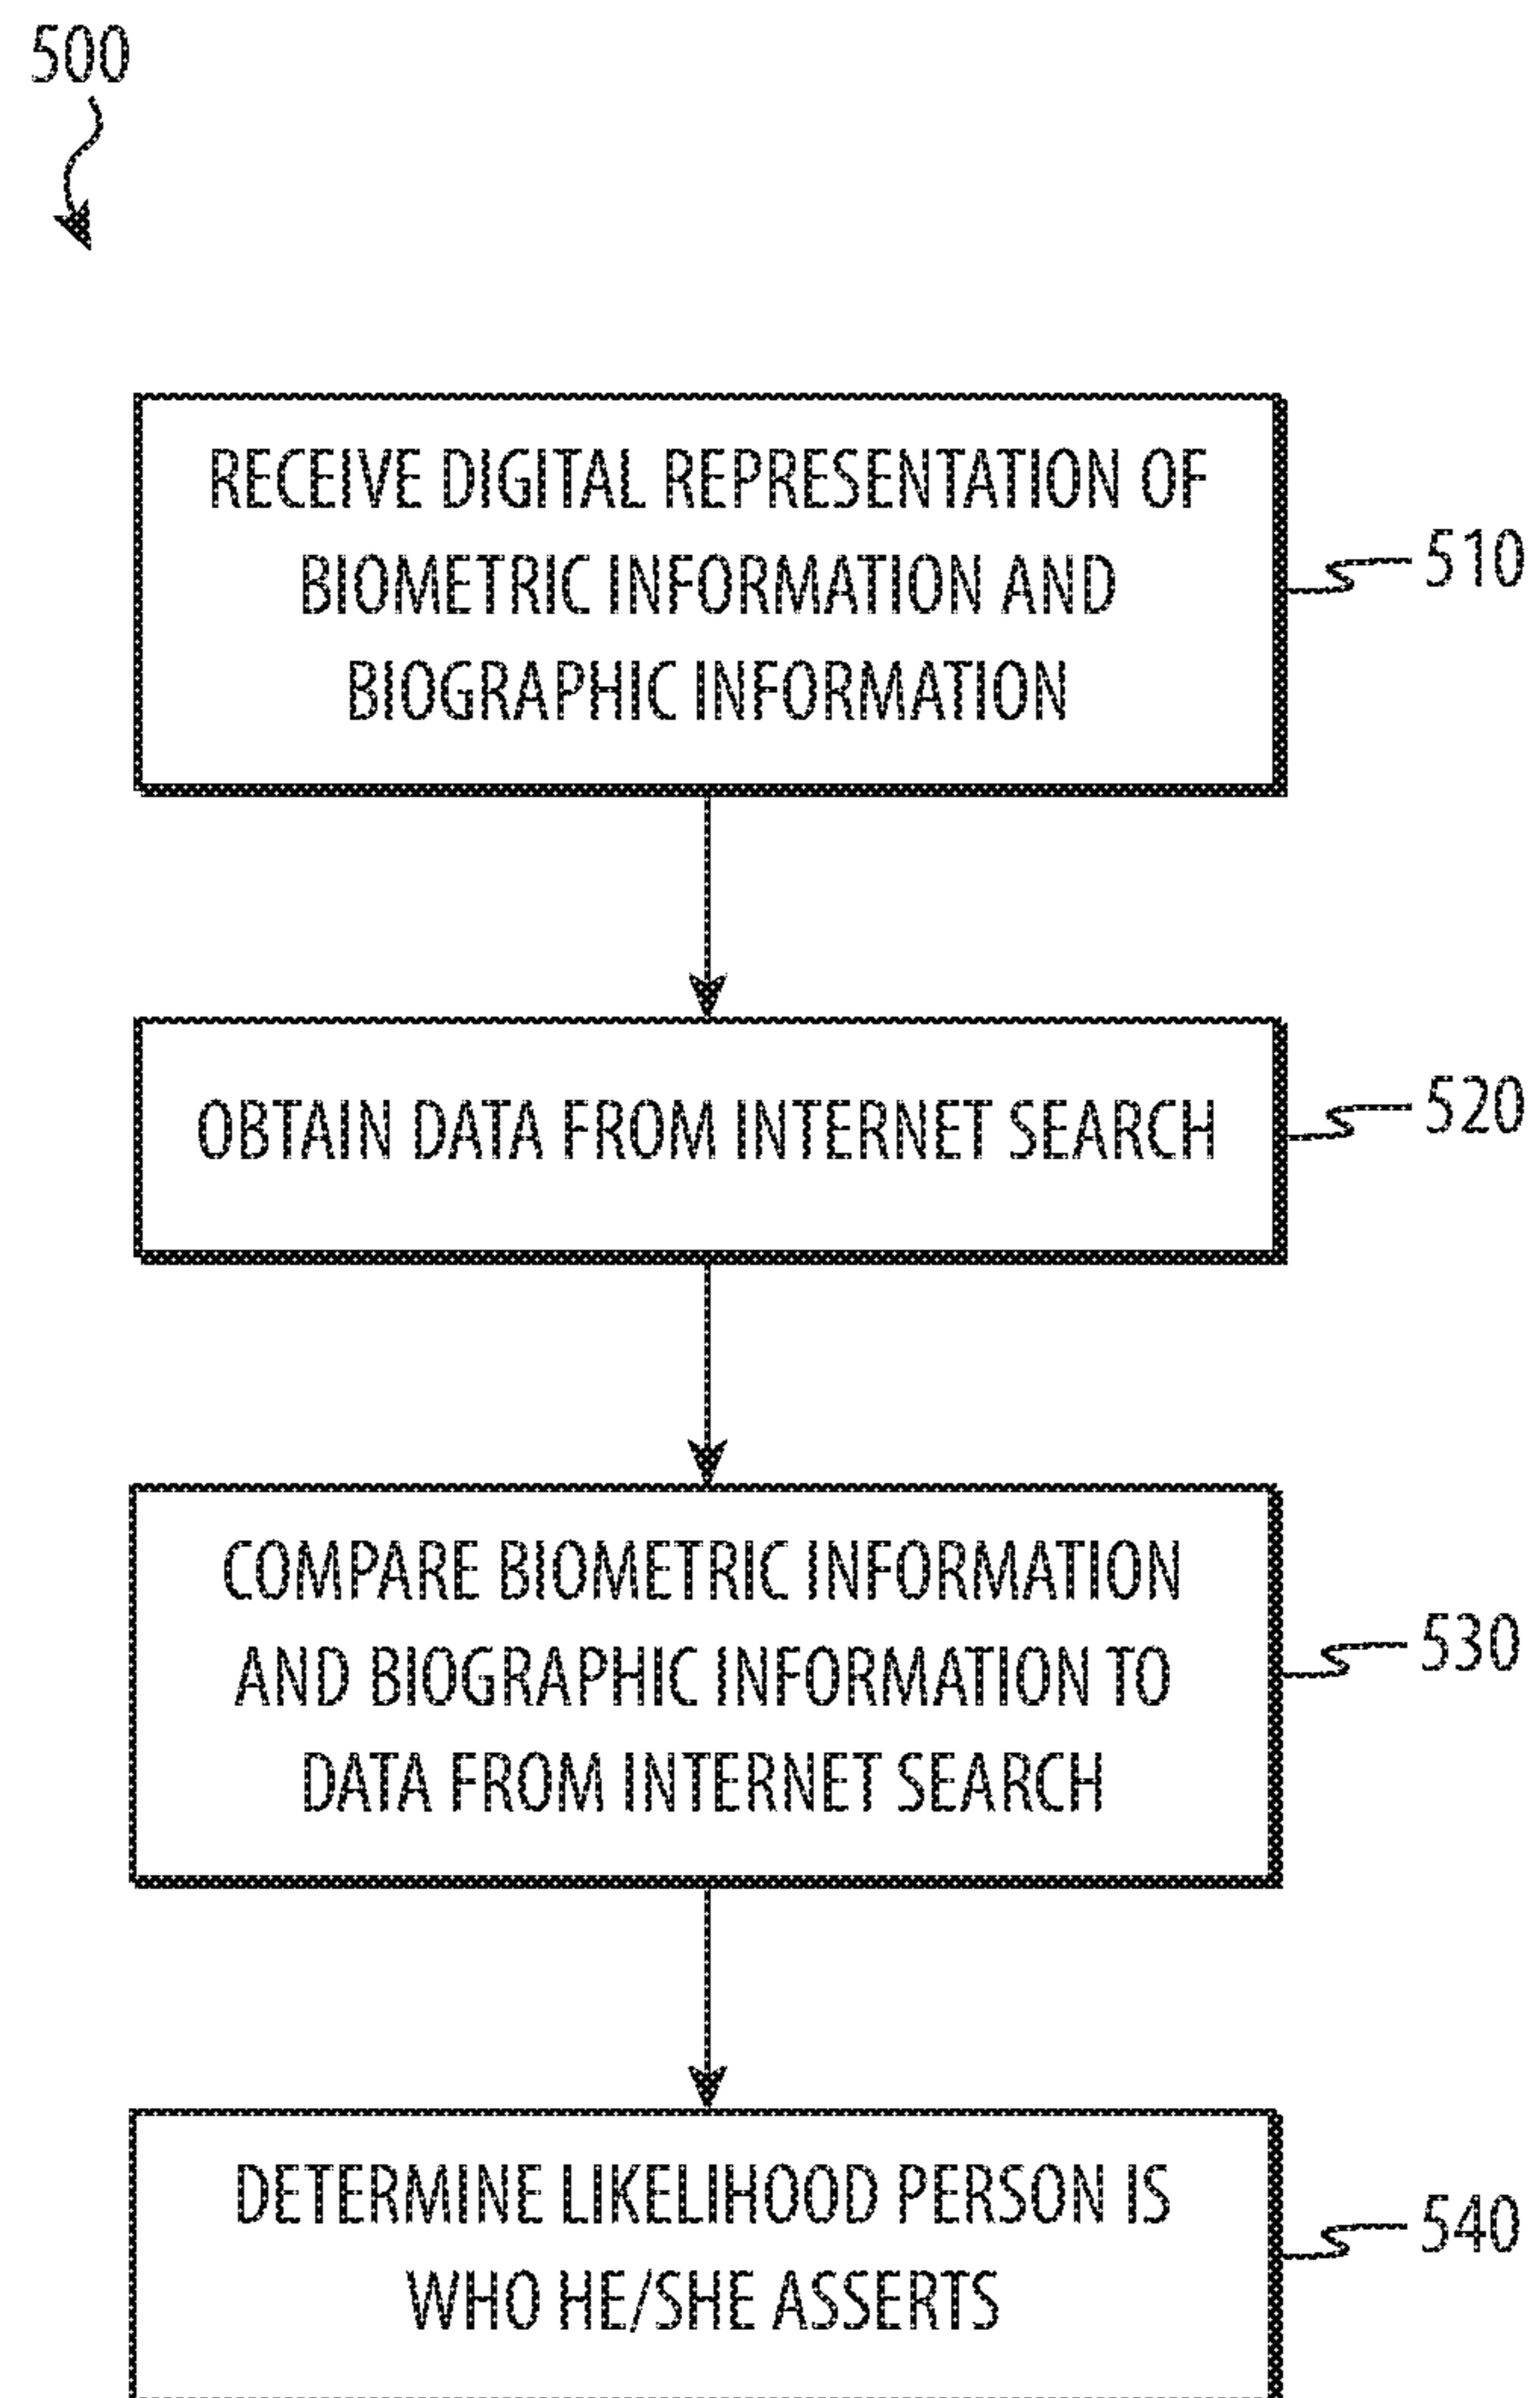 500
RECEIVE DIGITAL REPRESENTATION OF
BIOMETRIC INFORMATION AND
BIOGRAPHIC INFORMATION
510
OBTAIN DATA FROM INTERNET SEARCH
520
COMPARE BIOMETRIC INFORMATION
AND BIOGRAPHIC INFORMATION TO
DATA FROM INTERNET SEARCH
530
DETERMINE LIKELIHOOD PERSON IS
WHO HE/SHE ASSERTS
540